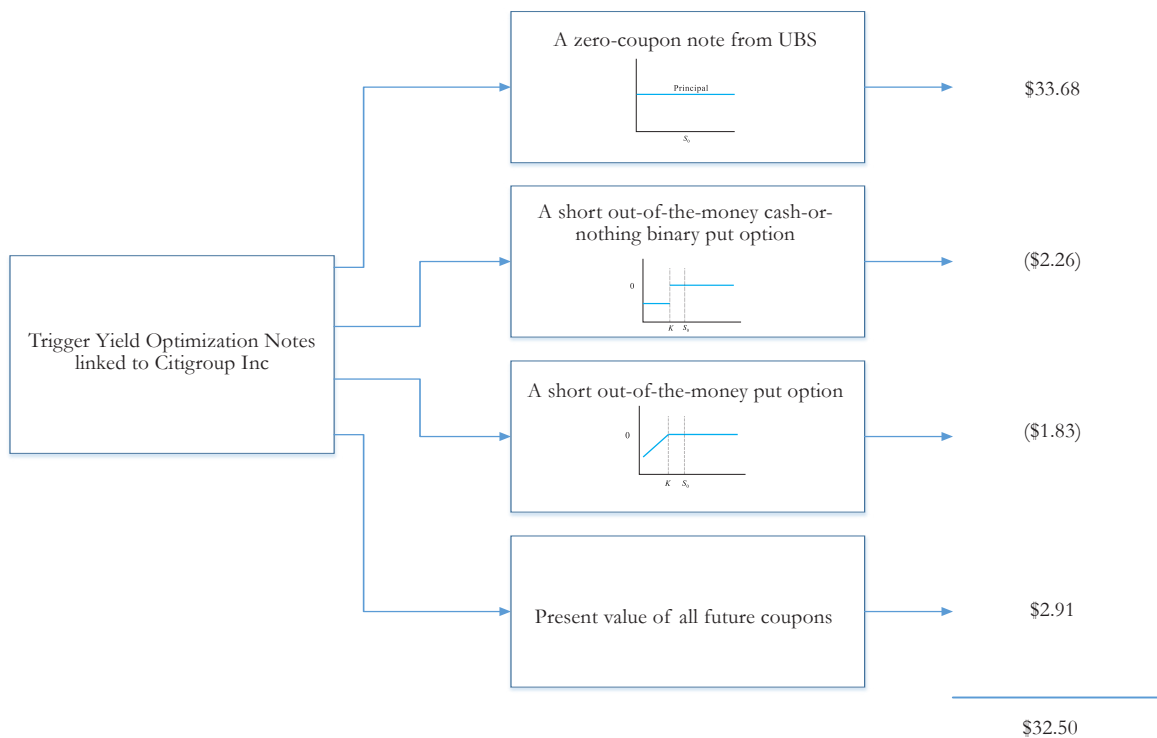 A zero-coupon note from UBS
Principal
S₀
$33.68
A short out-of-the-money cash-or-
nothing binary put option
0
K S₀
($2.26)
Trigger Yield Optimization Notes
linked to Citigroup Inc
A short out-of-the-money put option
0
K S₀
($1.83)
Present value of all future coupons
$2.91
$32.50